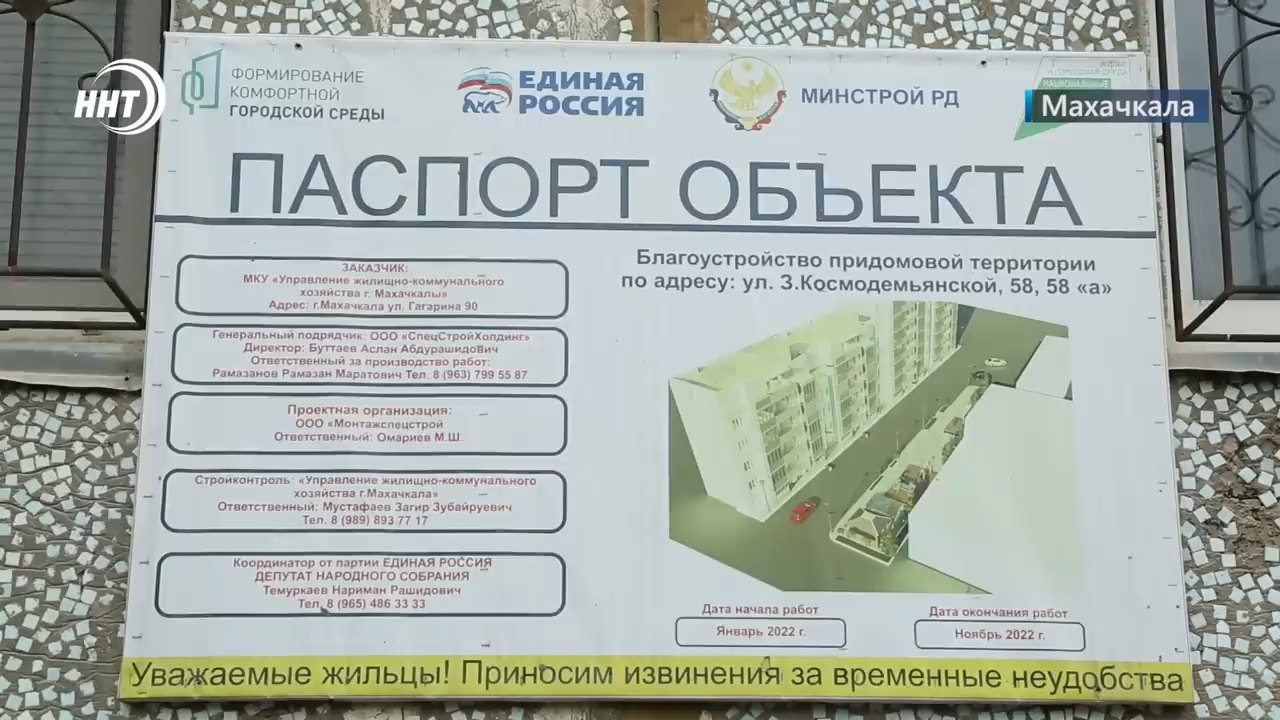 ННТ
Махачкала
ФОРМИРОВАНИЕ
КОМФОРТНОЙ
ГОРОДСКОЙ СРЕДЫ
ЕДИНАЯ
РОССИЯ
МИНСТРОЙ РД
ПАСПОРТ ОБЪЕКТА
ЗАКАЗЧИК:
МКУ «Управление жилищно-коммунального
хозяйства г. Махачкалы»
Адрес: г.Махачкала ул. Гагарина 90
Генеральный подрядчик: ООО «СпецСтройХолдинг»
Директор: Буттаев Аслан Абдурашидович
Ответственный за производство работ:
Рамазанов Рамазан Маратович Тел. 8 (963) 799 55 87
Проектная организация:
ООО «Монтажспецстрой
Ответственный: Омариев М.Ш.
Стройконтроль: «Управление жилищно-коммунального
хозяйства г.Махачкала»
Ответственный: Мустафаев Загир Зубайруевич
Тел. 8 (989) 893 77 17
Координатор от партии ЕДИНАЯ РОССИЯ
ДЕПУТАТ НАРОДНОГО СОБРАНИЯ
Темуркаев Нариман Рашидович
Тел. 8 (965) 486 33 33
Благоустройство придомовой территории
по адресу: ул. З.Космодемьянской, 58, 58 «а»
Дата начала работ
Январь 2022 г.
Дата окончания работ
Ноябрь 2022 г.
Уважаемые жильцы! Приносим извинения за временные неудобства